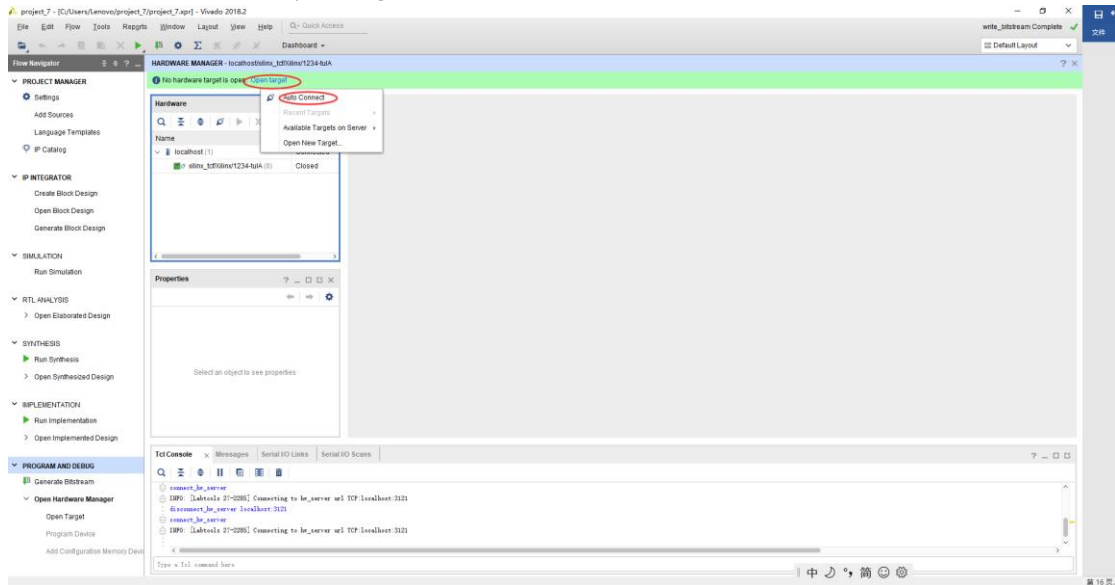 project_7 - [C:/Users/Lenovo/project_7/project_7.xpr] - Vivado 2018.2
File Edit Flow Tools Reports Window Layout View Help Q- Quick Access
write_bitstream Complete
文件
Dashboard
Default Layout
Flow Navigator
HARDWARE MANAGER - localhost/xilinx_tcf/Xilinx/1234-tulA
No hardware target is open. Open target
PROJECT MANAGER
Settings
Add Sources
Language Templates
IP Catalog
IP INTEGRATOR
Create Block Design
Open Block Design
Generate Block Design
SIMULATION
Run Simulation
RTL ANALYSIS
Open Elaborated Design
SYNTHESIS
Run Synthesis
Open Synthesized Design
IMPLEMENTATION
Run Implementation
Open Implemented Design
PROGRAM AND DEBUG
Generate Bitstream
Open Hardware Manager
Open Target
Program Device
Add Configuration Memory Devi
Hardware
Name
localhost (1)
xilinx_tcf/Xilinx/1234-tulA (0) Closed
Auto Connect
Recent Targets
Available Targets on Server
Open New Target...
Properties
Select an object to see properties
Tcl Console Messages Serial I/O Links Serial I/O Scans
connect_hw_server
INFO: [Labtools 27-2285] Connecting to hw_server url TCP:localhost:3121
disconnect_hw_server localhost:3121
connect_hw_server
INFO: [Labtools 27-2285] Connecting to hw_server url TCP:localhost:3121
Type a Tcl command here
中 简
第 16 页